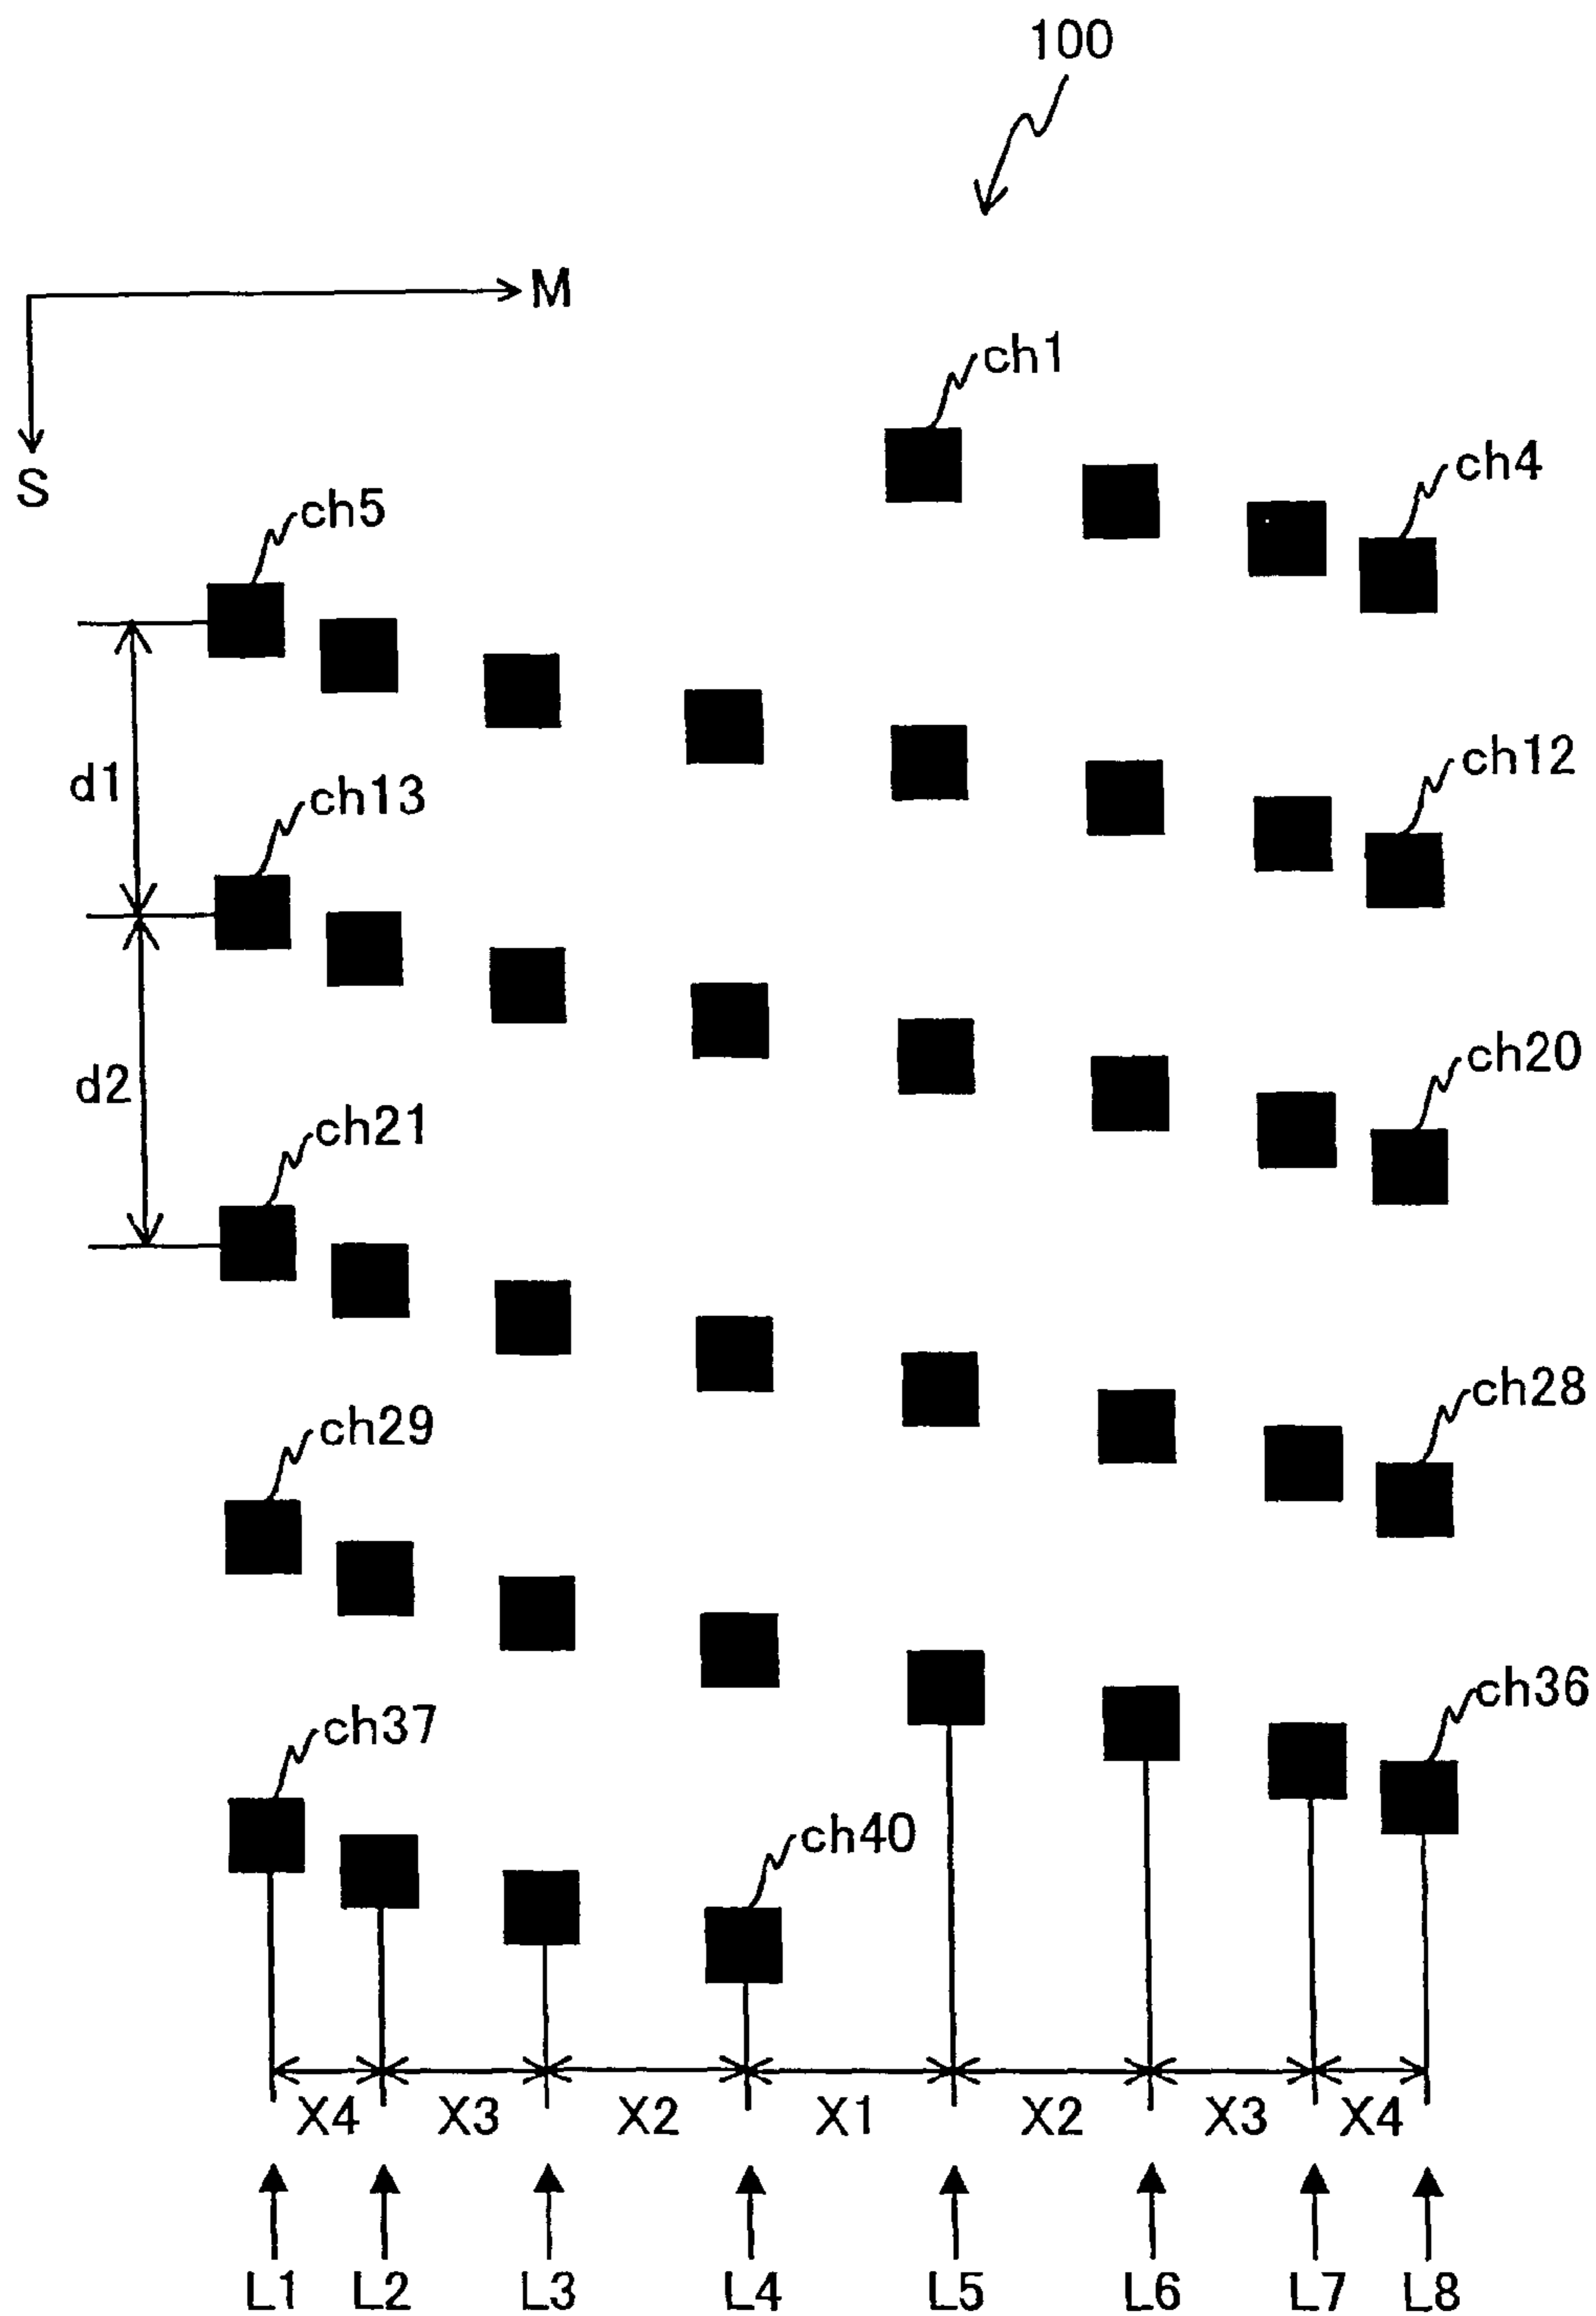 100
M
S
ch1
ch4
ch5
ch12
d1
ch13
ch20
d2
ch21
ch28
ch29
ch36
ch37
ch40
X4 X3 X2 X1 X2 X3 X4
L1 L2 L3 L4 L5 L6 L7 L8